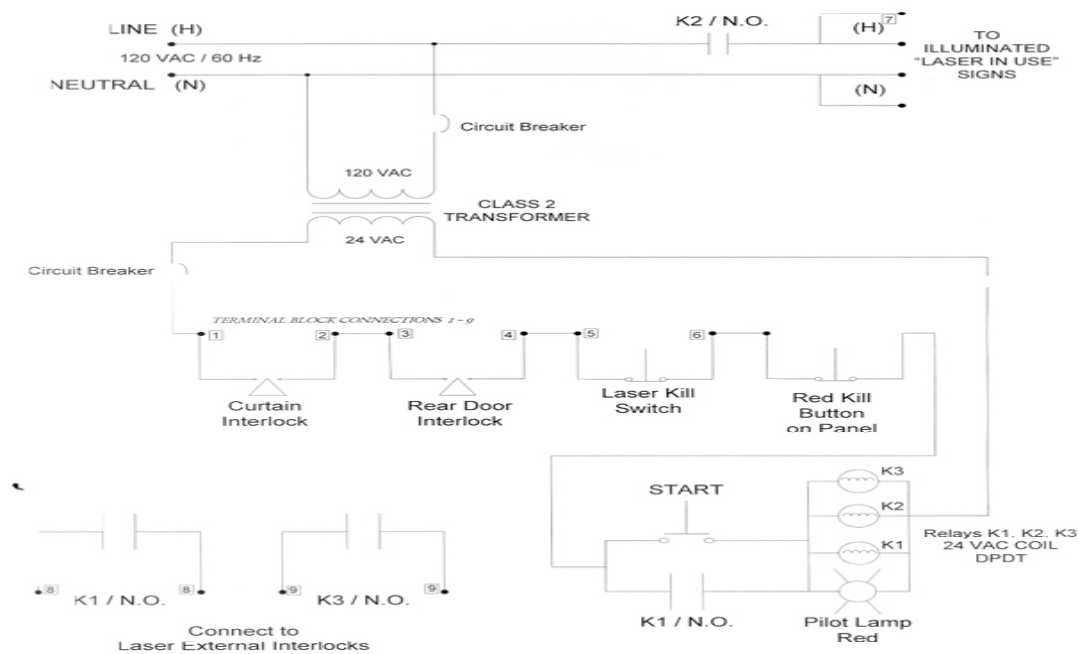 LINE (H)
120 VAC / 60 Hz
NEUTRAL (N)
K2 / N.O.
(H) 7
(N)
TO
ILLUMINATED
"LASER IN USE"
SIGNS
Circuit Breaker
120 VAC
CLASS 2
TRANSFORMER
24 VAC
Circuit Breaker
TERMINAL BLOCK CONNECTIONS 1 - 9
1 2 3 4 5 6
Curtain
Interlock
Rear Door
Interlock
Laser Kill
Switch
Red Kill
Button
on Panel
START
K3
K2
K1
Relays K1, K2, K3
24 VAC COIL
DPDT
K1 / N.O.
Pilot Lamp
Red
8 8 9 9
K1 / N.O. K3 / N.O.
Connect to
Laser External Interlocks